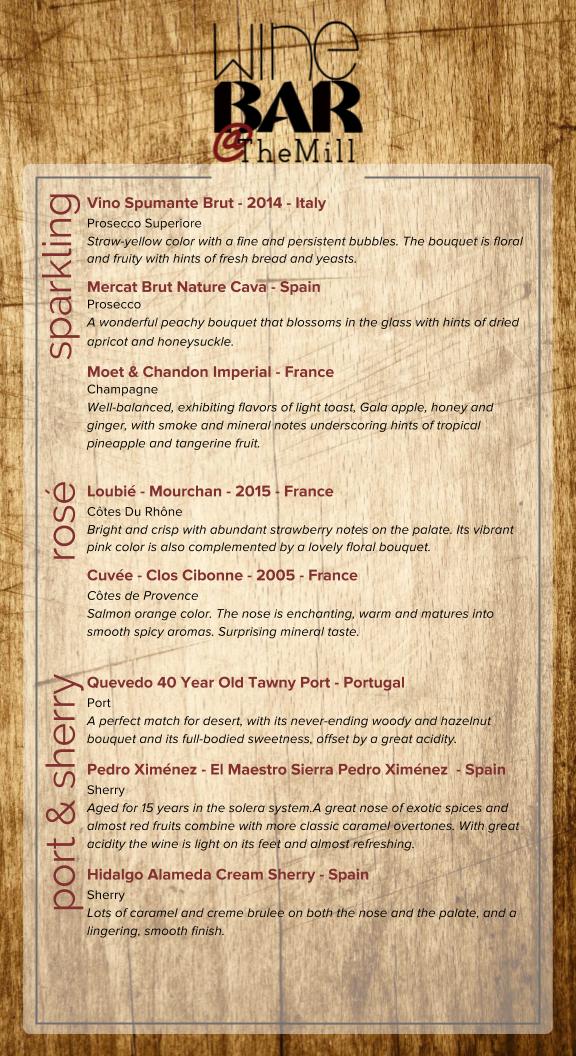 wine
BAR
@TheMill
sparkling
Vino Spumante Brut - 2014 - Italy
Prosecco Superiore
Straw-yellow color with a fine and persistent bubbles. The bouquet is floral
and fruity with hints of fresh bread and yeasts.
Mercat Brut Nature Cava - Spain
Prosecco
A wonderful peachy bouquet that blossoms in the glass with hints of dried
apricot and honeysuckle.
Moet & Chandon Imperial - France
Champagne
Well-balanced, exhibiting flavors of light toast, Gala apple, honey and
ginger, with smoke and mineral notes underscoring hints of tropical
pineapple and tangerine fruit.
rosé
Loubié - Mourchan - 2015 - France
Côtes Du Rhône
Bright and crisp with abundant strawberry notes on the palate. Its vibrant
pink color is also complemented by a lovely floral bouquet.
Cuvée - Clos Cibonne - 2005 - France
Côtes de Provence
Salmon orange color. The nose is enchanting, warm and matures into
smooth spicy aromas. Surprising mineral taste.
port & sherry
Quevedo 40 Year Old Tawny Port - Portugal
Port
A perfect match for desert, with its never-ending woody and hazelnut
bouquet and its full-bodied sweetness, offset by a great acidity.
Pedro Ximénez - El Maestro Sierra Pedro Ximénez - Spain
Sherry
Aged for 15 years in the solera system.A great nose of exotic spices and
almost red fruits combine with more classic caramel overtones. With great
acidity the wine is light on its feet and almost refreshing.
Hidalgo Alameda Cream Sherry - Spain
Sherry
Lots of caramel and creme brulee on both the nose and the palate, and a
lingering, smooth finish.